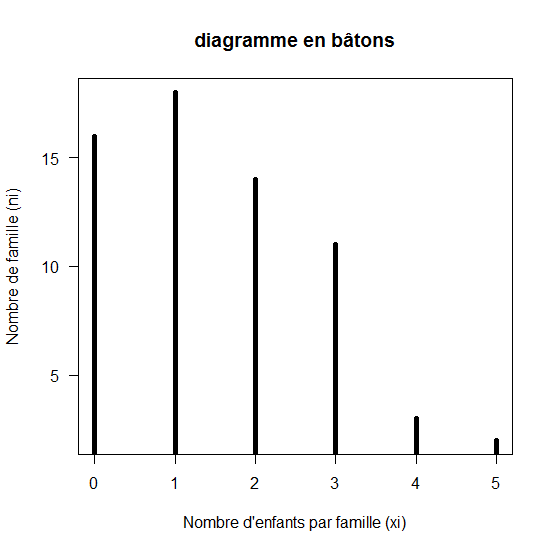 diagramme en bâtons
Nombre de famille (ni)
15
10
5
0 1 2 3 4 5
Nombre d'enfants par famille (xi)